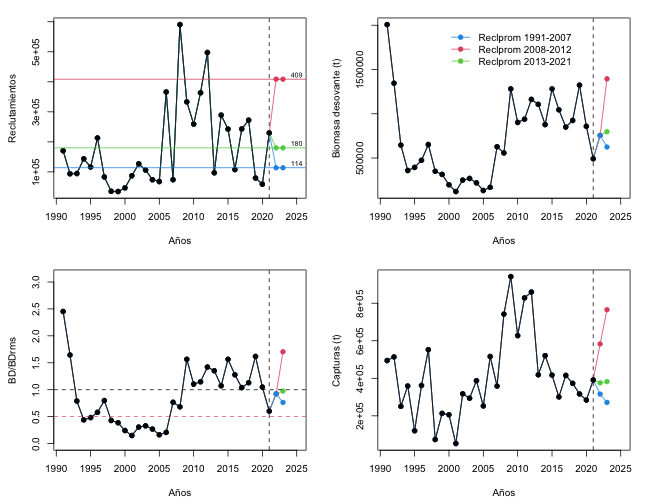 Reclutamientos
5e+05
3e+05
1e+05
409
180
114
1990 1995 2000 2005 2010 2015 2020 2025
Años
Biomasa desovante (t)
1500000
500000
Reclprom 1991-2007
Reclprom 2008-2012
Reclprom 2013-2021
1990 1995 2000 2005 2010 2015 2020 2025
Años
BD/BDrms
3.0
2.5
2.0
1.5
1.0
0.5
0.0
1990 1995 2000 2005 2010 2015 2020 2025
Años
Capturas (t)
8e+05
6e+05
4e+05
2e+05
1990 1995 2000 2005 2010 2015 2020 2025
Años